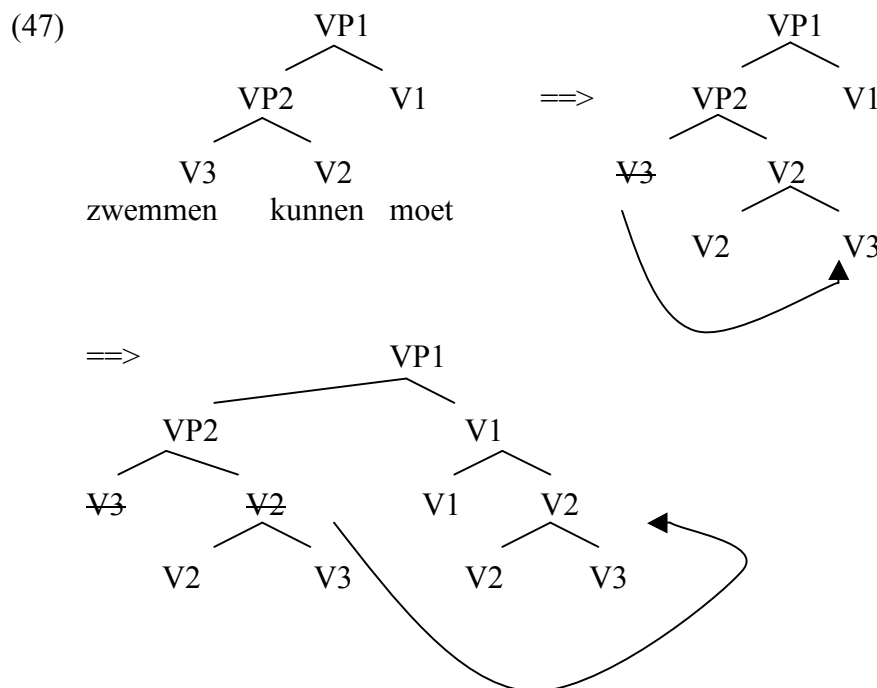 (47) VP1 VP1
VP2 V1 ==> VP2 V1
V3 V2 V3 V2
zwemmen kunnen moet
V2 V3
==> VP1
VP2 V1
V3 V2 V1 V2
V2 V3 V2 V3